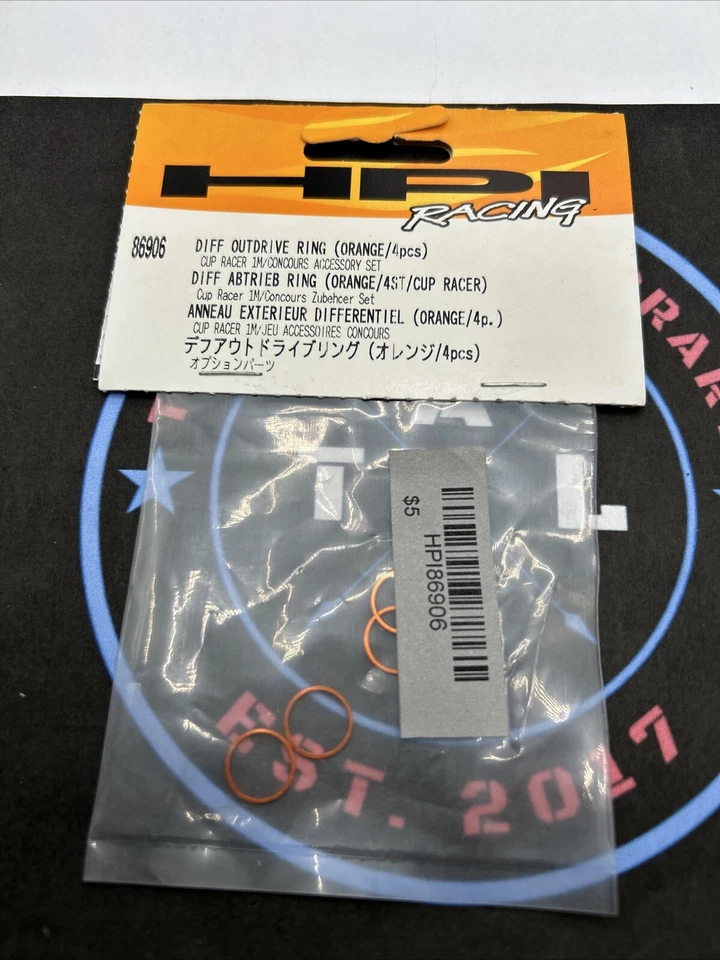 HPI
RACING
86906
DIFF OUTDRIVE RING (ORANGE/4pcs)
CUP RACER 1M/CONCOURS ACCESSORY SET
DIFF ABTRIEB RING (ORANGE/4ST/CUP RACER)
Cup Racer 1M/Concours Zubehcer Set
ANNEAU EXTERIEUR DIFFERENTIEL (ORANGE/4p.)
CUP RACER 1M/JEU ACCESSOIRES CONCOURS
デフアウトドライブリング (オレンジ/4pcs)
オプションパーツ
$5
HPI86906
EST. 2017